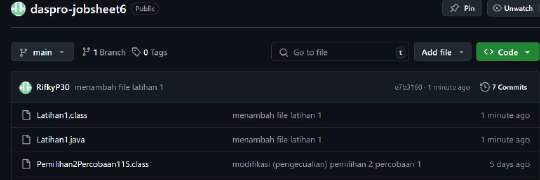 daspro-jobsheet6 Public Pin Unwatch
main 1 Branch 0 Tags Go to file t Add file Code
RifkyP30 menambah file latihan 1 e7b3160 · 1 minute ago 7 Commits
Latihan1.class menambah file latihan 1 1 minute ago
Latihan1.java menambah file latihan 1 1 minute ago
Pemilihan2Percobaan115.class modifikasi (pengecualian) pemilihan 2 percobaan 1 5 days ago